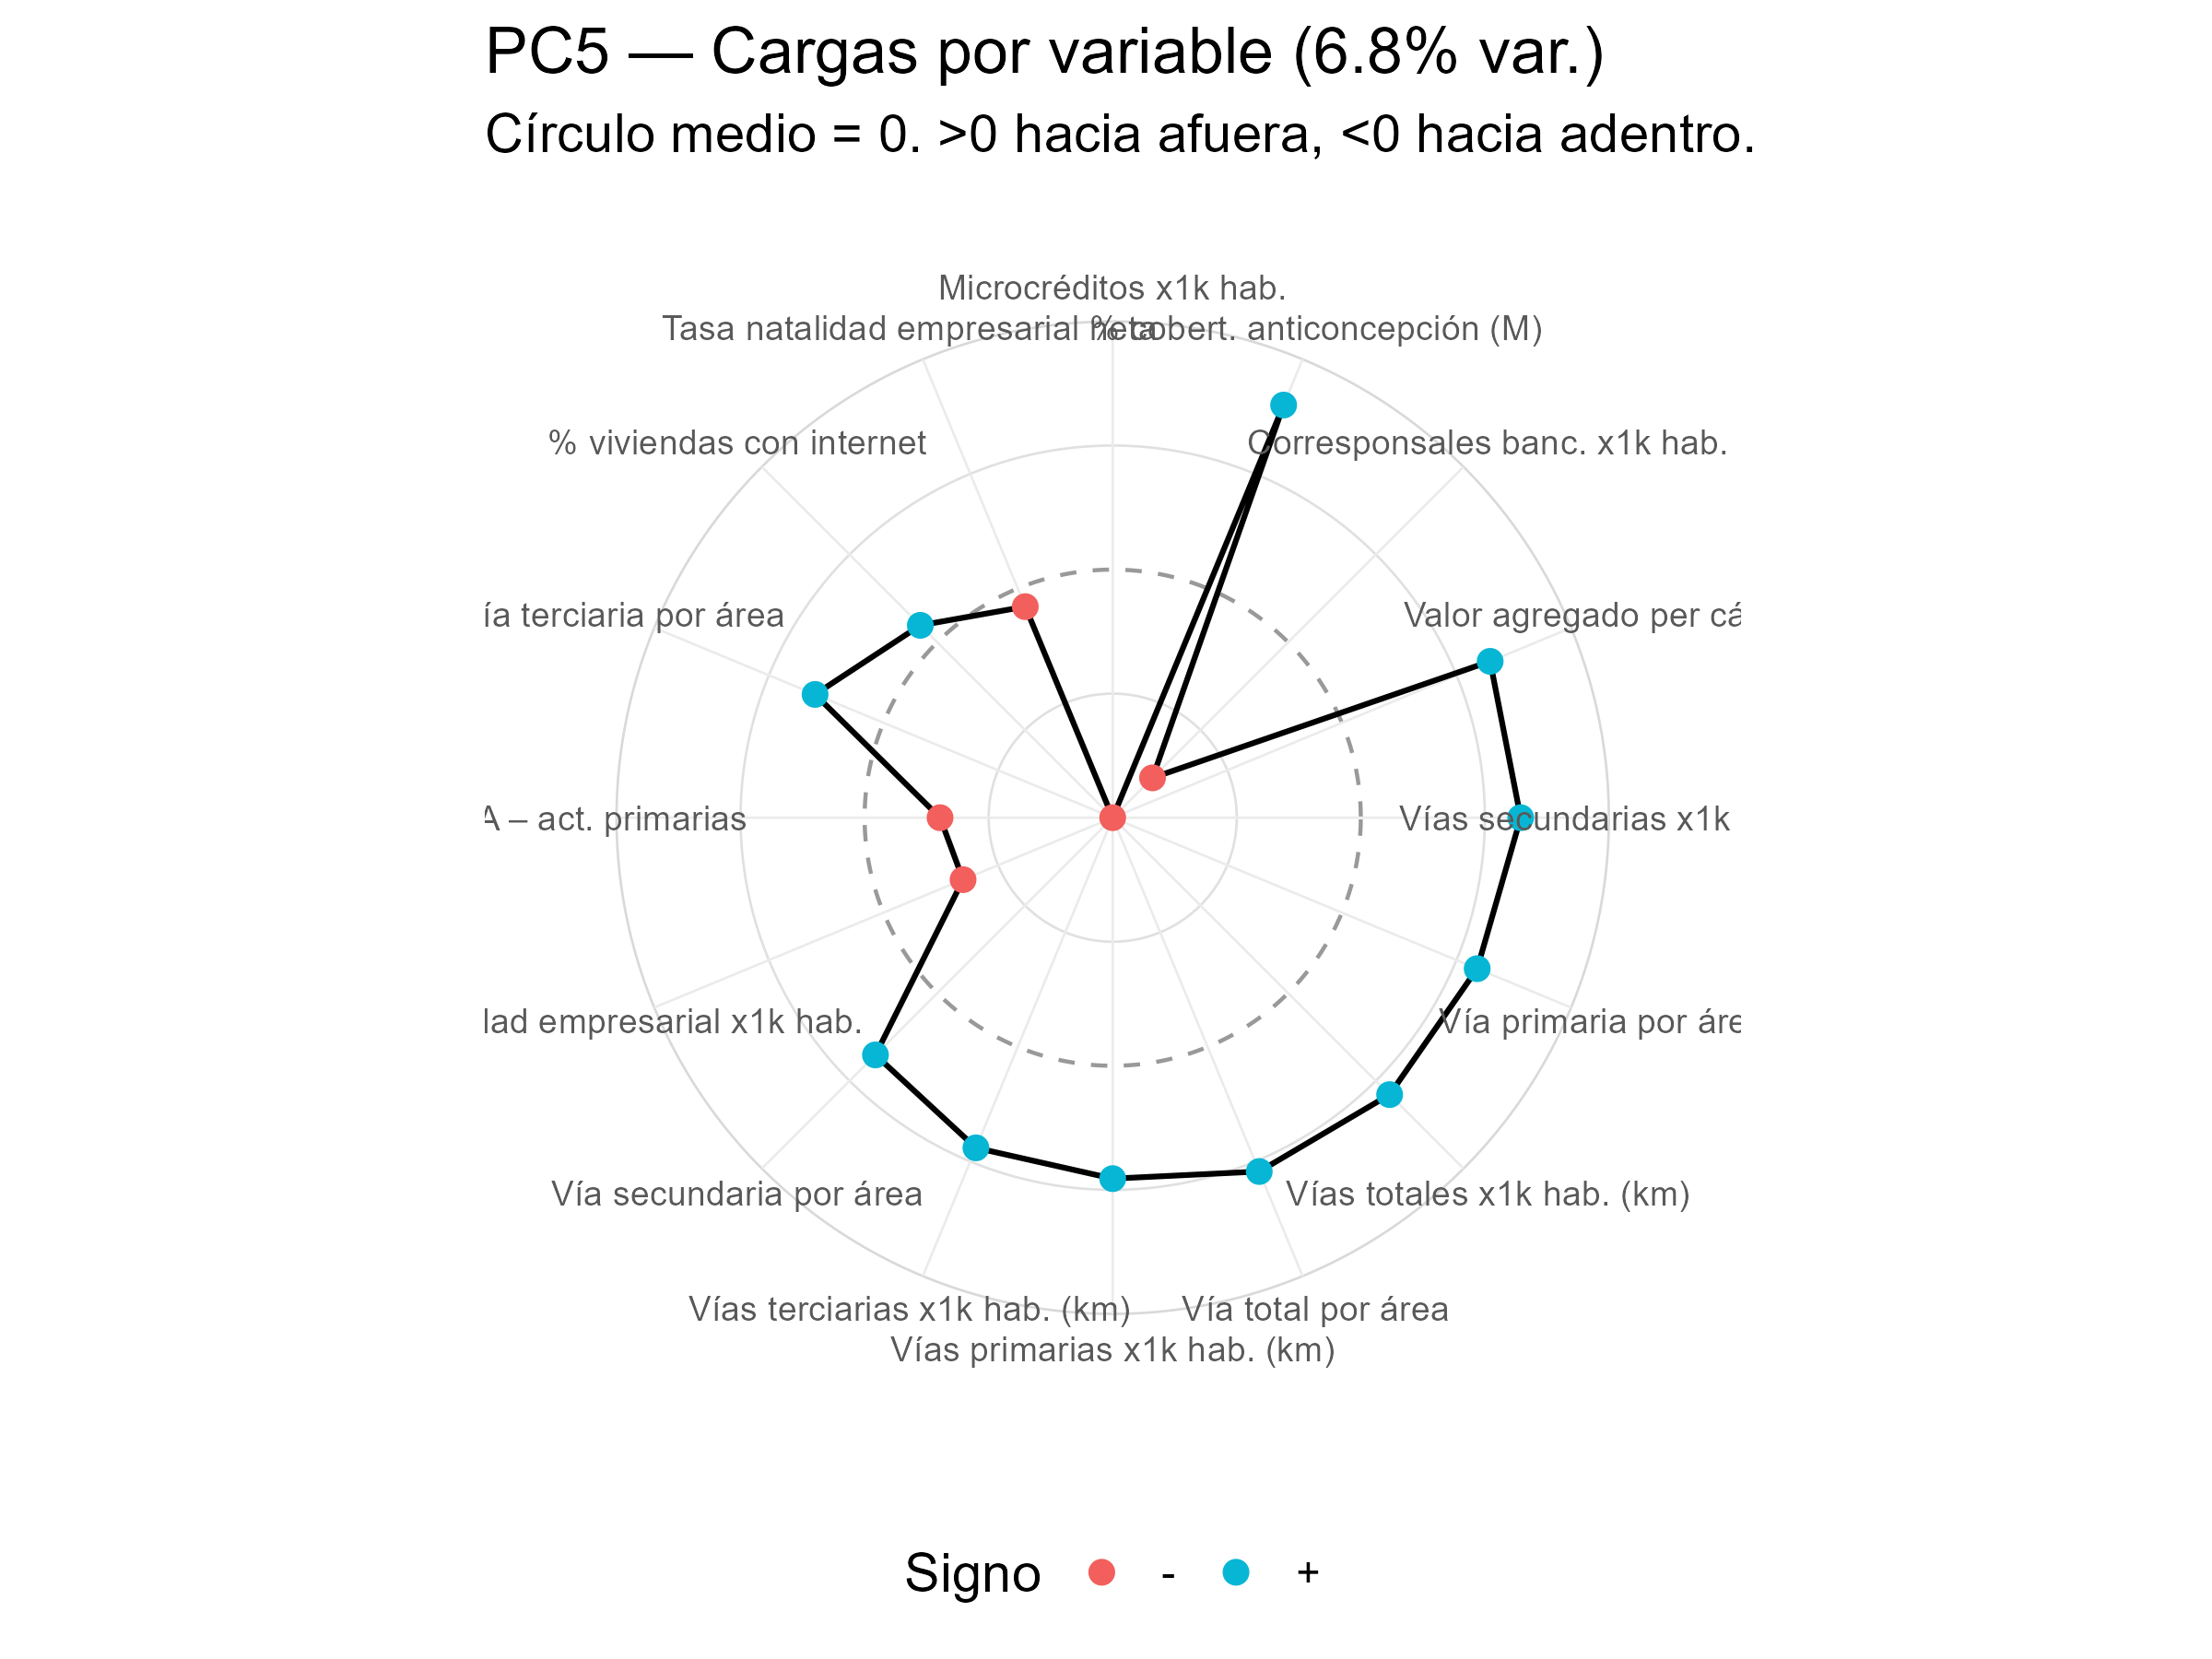 PC5 — Cargas por variable (6.8% var.)
Círculo medio = 0. >0 hacia afuera, <0 hacia adentro.
Microcréditos x1k hab.
Tasa natalidad empresarial neta
% cobert. anticoncepción (M)
% viviendas con internet
Corresponsales banc. x1k hab.
ía terciaria por área
Valor agregado per cá
A – act. primarias
Vías secundarias x1k
lad empresarial x1k hab.
Vía primaria por áre
Vía secundaria por área
Vías totales x1k hab. (km)
Vías terciarias x1k hab. (km)
Vía total por área
Vías primarias x1k hab. (km)
Signo - +